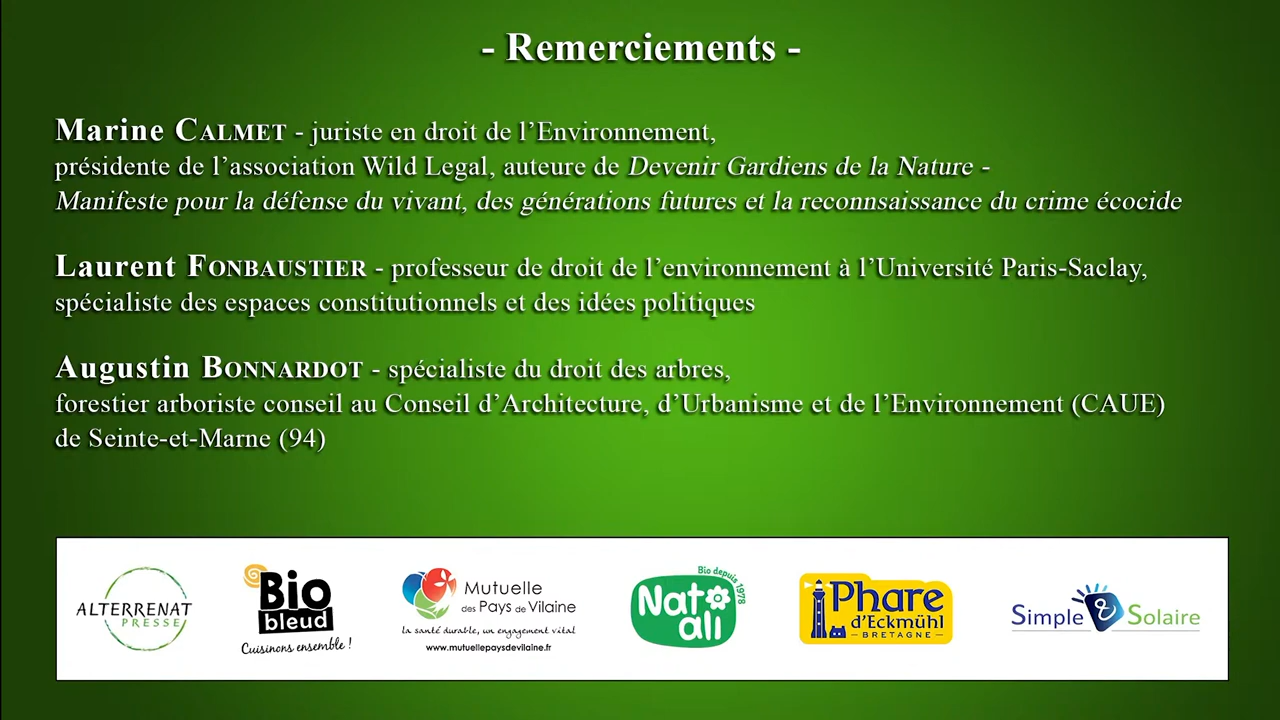 - Remerciements -
Marine CALMET - juriste en droit de l’Environnement,
présidente de l’association Wild Legal, auteure de Devenir Gardiens de la Nature -
Manifeste pour la défense du vivant, des générations futures et la reconnsaissance du crime écocide
Laurent FONBAUSTIER - professeur de droit de l’environnement à l’Université Paris-Saclay,
spécialiste des espaces constitutionnels et des idées politiques
Augustin BONNARDOT - spécialiste du droit des arbres,
forestier arboriste conseil au Conseil d’Architecture, d’Urbanisme et de l’Environnement (CAUE)
de Seinte-et-Marne (94)
ALTERRENAT
PRESSE
Bio
bleud
Cuisinons ensemble !
Mutuelle
des Pays de Vilaine
la santé durable, un engagement vital
www.mutuellepaysdevilaine.fr
Bio depuis 1978
Nat
ali
Phare
d’Eckmühl
- BRETAGNE -
Simple & Solaire